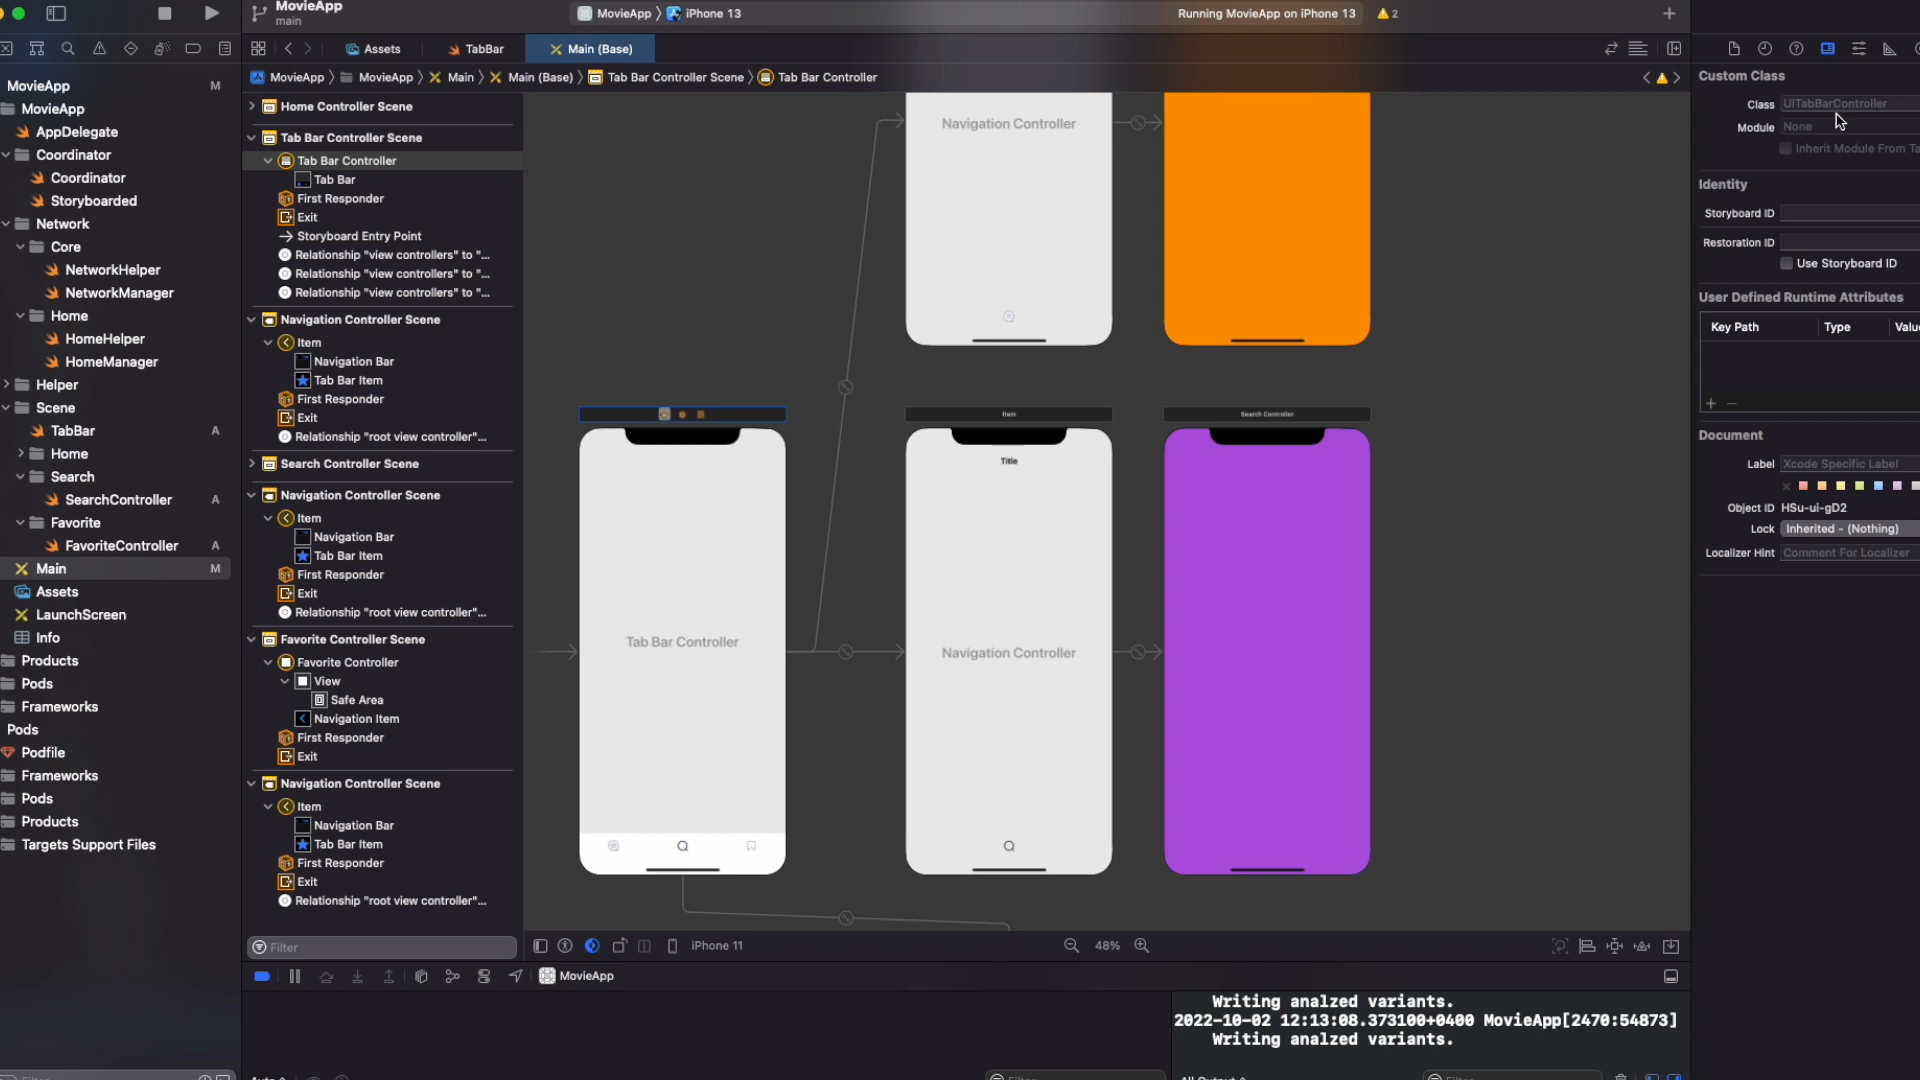 MovieApp
main
MovieApp
iPhone 13
Running MovieApp on iPhone 13
2
Assets
TabBar
Main (Base)
MovieApp
MovieApp
Main
Main (Base)
Tab Bar Controller Scene
Tab Bar Controller
MovieApp M
MovieApp
AppDelegate
Coordinator
Coordinator
Storyboarded
Network
Core
NetworkHelper
NetworkManager
Home
HomeHelper
HomeManager
Helper
Scene
TabBar A
Home
Search
SearchController A
Favorite
FavoriteController A
Main M
Assets
LaunchScreen
Info
Products
Pods
Frameworks
Pods
Podfile
Frameworks
Pods
Products
Targets Support Files
Home Controller Scene
Tab Bar Controller Scene
Tab Bar Controller
Tab Bar
First Responder
Exit
Storyboard Entry Point
Relationship "view controllers" to "...
Relationship "view controllers" to "...
Relationship "view controllers" to "...
Navigation Controller Scene
Item
Navigation Bar
Tab Bar Item
First Responder
Exit
Relationship "root view controller"...
Search Controller Scene
Navigation Controller Scene
Item
Navigation Bar
Tab Bar Item
First Responder
Exit
Relationship "root view controller"...
Favorite Controller Scene
Favorite Controller
View
Safe Area
Navigation Item
First Responder
Exit
Navigation Controller Scene
Item
Navigation Bar
Tab Bar Item
First Responder
Exit
Relationship "root view controller"...
Filter
Navigation Controller
Item
Search Controller
Title
Tab Bar Controller
Navigation Controller
iPhone 11
48%
MovieApp
Writing analzed variants.
2022-10-02 12:13:08.373100+0400 MovieApp[2470:54873]
Writing analzed variants.
Custom Class
Class UITabBarController
Module None
Inherit Module From Ta
Identity
Storyboard ID
Restoration ID
Use Storyboard ID
User Defined Runtime Attributes
Key Path Type Valu
Document
Label Xcode Specific Label
Object ID HSu-ui-gD2
Lock Inherited - (Nothing)
Localizer Hint Comment For Localizer